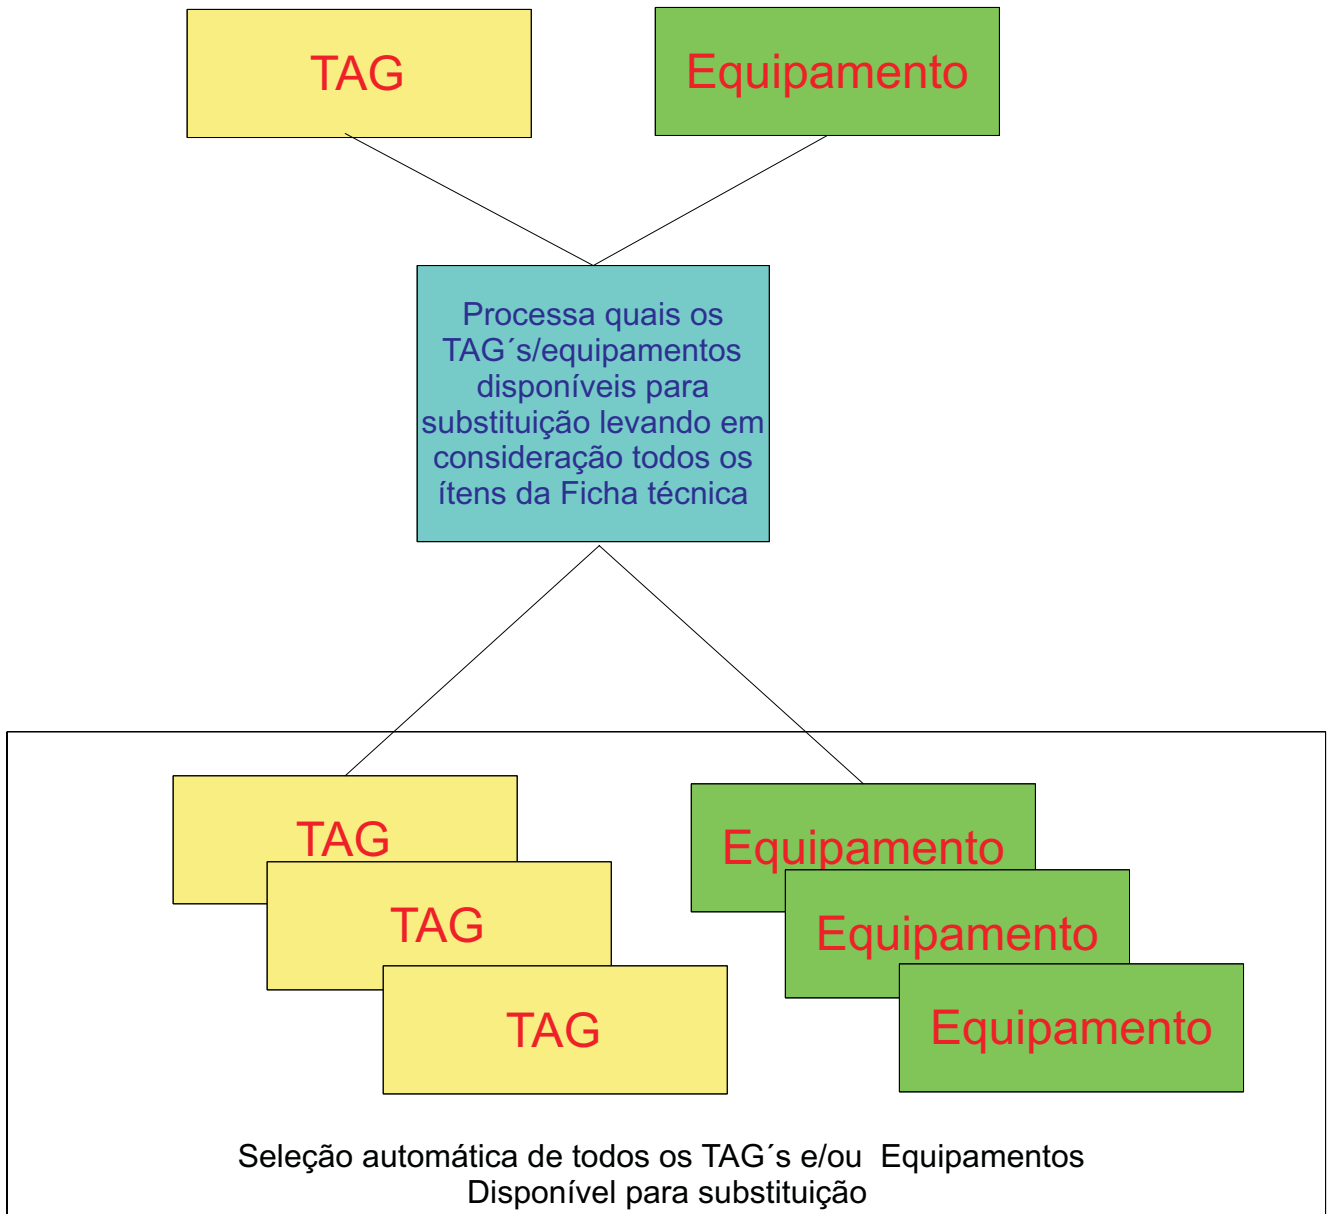 TAG
Equipamento
Processa quais os
TAG´s/equipamentos
disponíveis para
substituição levando em
consideração todos os
ítens da Ficha técnica
TAG
TAG
TAG
Equipamento
Equipamento
Equipamento
Seleção automática de todos os TAG´s e/ou  Equipamentos
Disponível para substituição